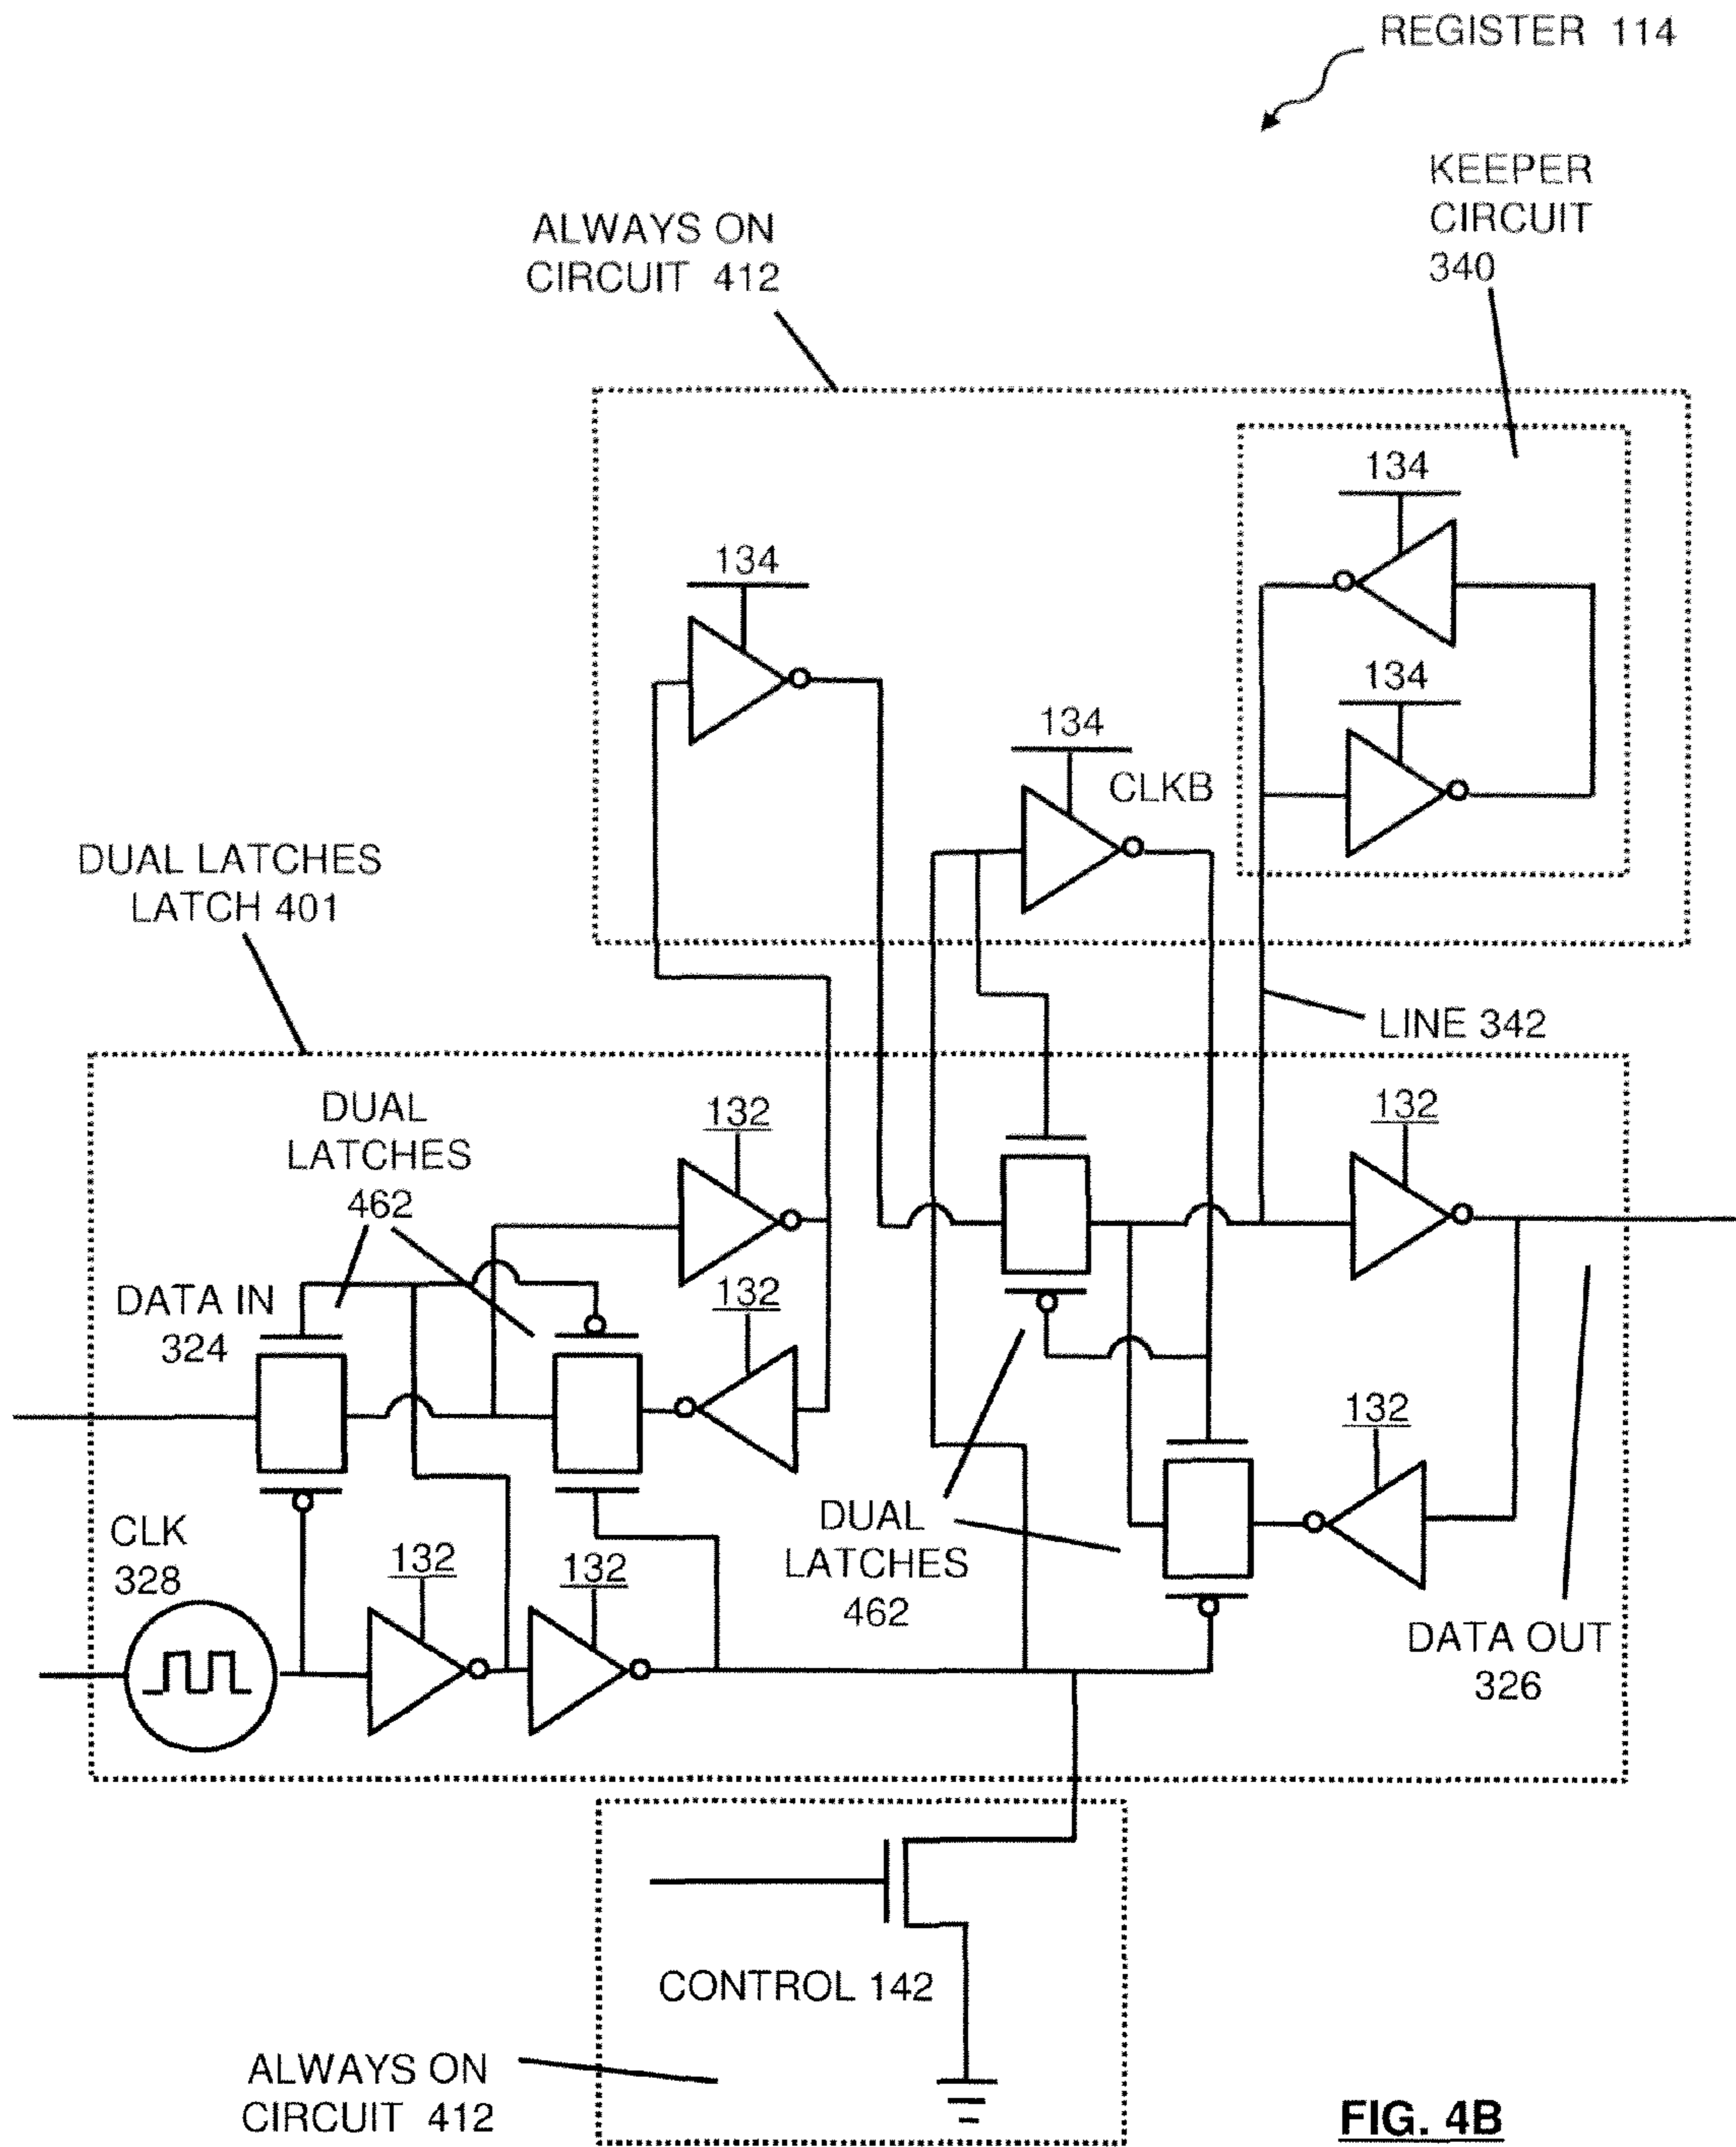 REGISTER 114
KEEPER
CIRCUIT
340
ALWAYS ON
CIRCUIT 412
134
134
134
134
CLKB
DUAL LATCHES
LATCH 401
LINE 342
DUAL
LATCHES
462
132
132
DATA IN
324
132
132
CLK
328
132
132
DUAL
LATCHES
462
DATA OUT
326
CONTROL 142
ALWAYS ON
CIRCUIT 412
FIG. 4B